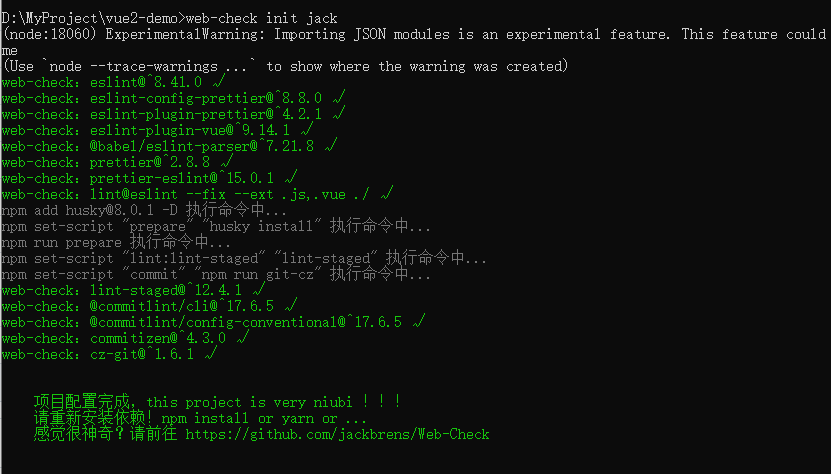 D:\MyProject\vue2-demo>web-check init jack
(node:18060) ExperimentalWarning: Importing JSON modules is an experimental feature. This feature could
me
(Use `node --trace-warnings ...` to show where the warning was created)
web-check: eslint@^8.41.0 ✓
web-check: eslint-config-prettier@^8.8.0 ✓
web-check: eslint-plugin-prettier@^4.2.1 ✓
web-check: eslint-plugin-vue@^9.14.1 ✓
web-check: @babel/eslint-parser@^7.21.8 ✓
web-check: prettier@^2.8.8 ✓
web-check: prettier-eslint@^15.0.1 ✓
web-check: lint@eslint --fix --ext .js,.vue ./ ✓
npm add husky@8.0.1 -D 执行命令中...
npm set-script "prepare" "husky install" 执行命令中...
npm run prepare 执行命令中...
npm set-script "lint:lint-staged" "lint-staged" 执行命令中...
npm set-script "commit" "npm run git-cz" 执行命令中...
web-check: lint-staged@^12.4.1 ✓
web-check: @commitlint/cli@^17.6.5 ✓
web-check: @commitlint/config-conventional@^17.6.5 ✓
web-check: commitizen@^4.3.0 ✓
web-check: cz-git@^1.6.1 ✓
项目配置完成，this project is very niubi ！！！
请重新安装依赖！npm install or yarn or ...
感觉很神奇？请前往 https://github.com/jackbrens/Web-Check